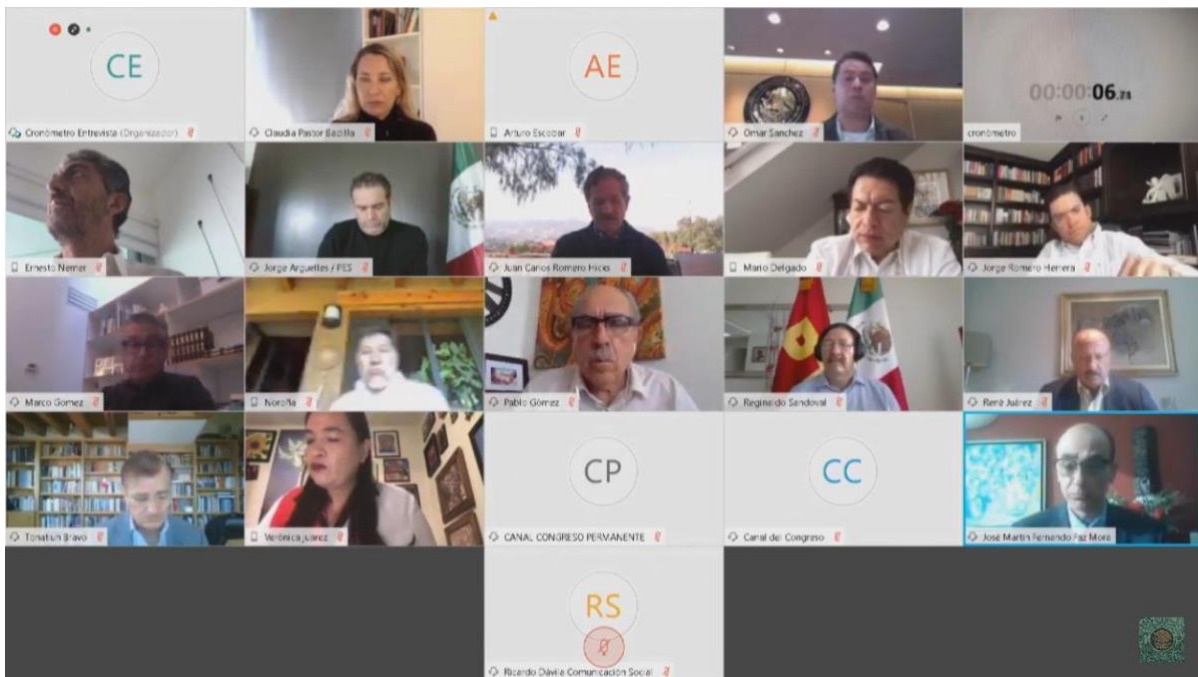 CE
Cronómetro Entrevista (Organizador)
Claudia Pastor Badilla
AE
Arturo Escobar
Omar Sanchez
00:00:06
cronómetro
Ernesto Nemer
Jorge Arguelles / PES
Juan Carlos Romero Hicks
Mario Delgado
Jorge Romero Herrera
Marco Gomez
Noroña
Pablo Gómez
Reginaldo Sandoval
René Juárez
Tonatiuh Bravo
Verónica Juárez
CP
CANAL CONGRESO PERMANENTE
CC
Canal del Congreso
José Martín Fernando Faz Mora
RS
Ricardo Dávila Comunicación Social